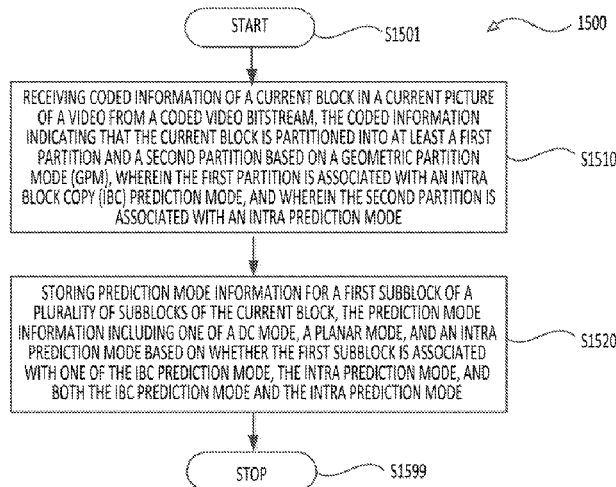 START
S1501
1500
RECEIVING CODED INFORMATION OF A CURRENT BLOCK IN A CURRENT PICTURE
OF A VIDEO FROM A CODED VIDEO BITSTREAM, THE CODED INFORMATION
INDICATING THAT THE CURRENT BLOCK IS PARTITIONED INTO AT LEAST A FIRST
PARTITION AND A SECOND PARTITION BASED ON A GEOMETRIC PARTITION
MODE (GPM), WHEREIN THE FIRST PARTITION IS ASSOCIATED WITH AN INTRA
BLOCK COPY (IBC) PREDICTION MODE, AND WHEREIN THE SECOND PARTITION IS
ASSOCIATED WITH AN INTRA PREDICTION MODE
S1510
STORING PREDICTION MODE INFORMATION FOR A FIRST SUBBLOCK OF A
PLURALITY OF SUBBLOCKS OF THE CURRENT BLOCK, THE PREDICTION MODE
INFORMATION INCLUDING ONE OF A DC MODE, A PLANAR MODE, AND AN INTRA
PREDICTION MODE BASED ON WHETHER THE FIRST SUBBLOCK IS ASSOCIATED
WITH ONE OF THE IBC PREDICTION MODE, THE INTRA PREDICTION MODE, AND
BOTH THE IBC PREDICTION MODE AND THE INTRA PREDICTION MODE
S1520
STOP
S1599